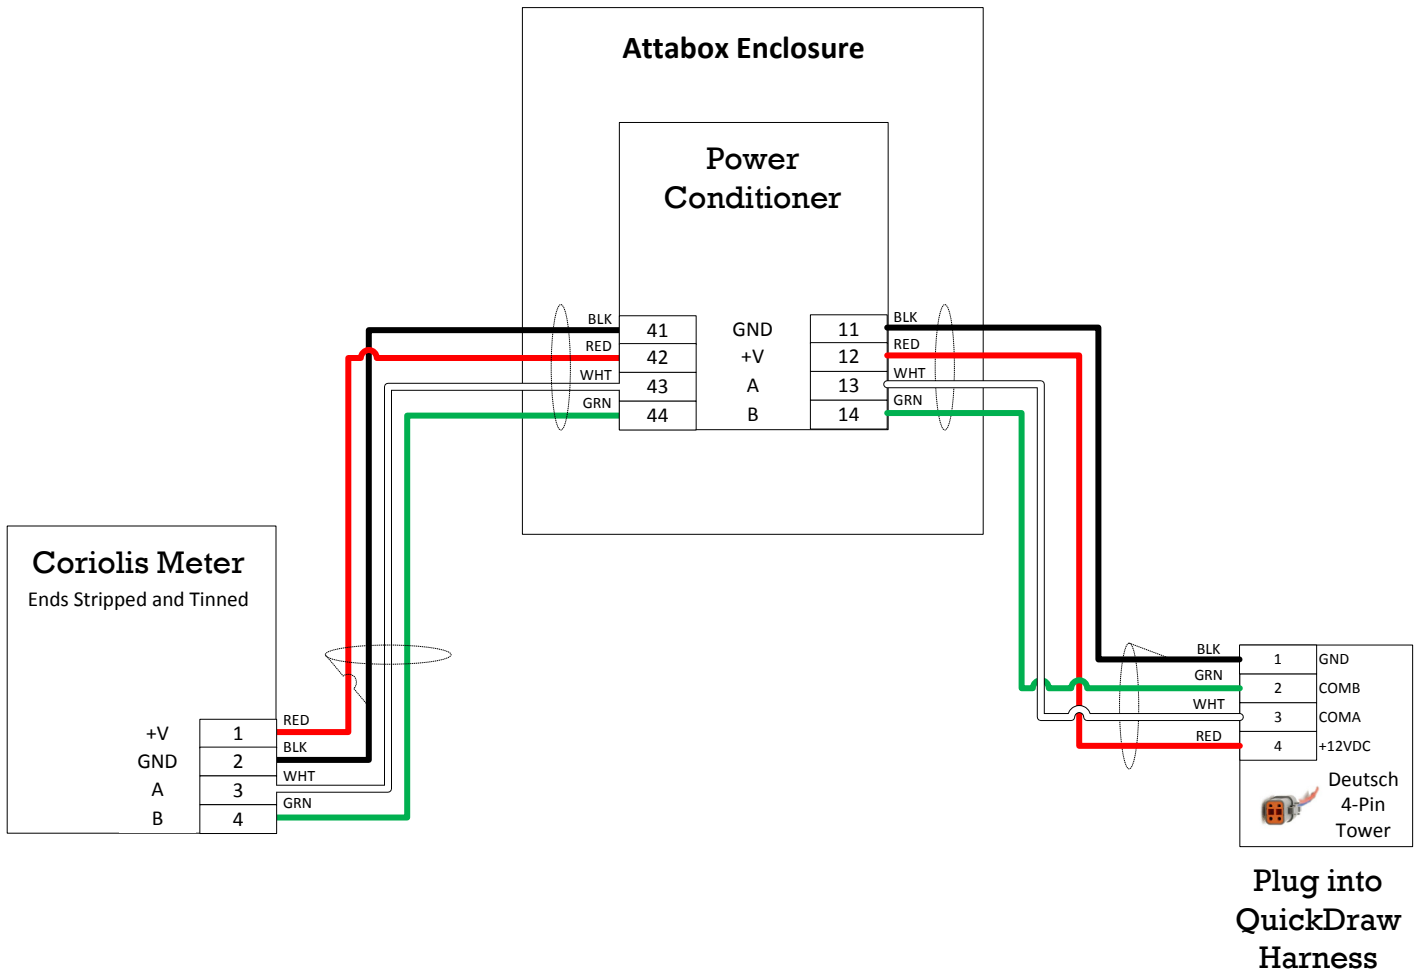 Attabox Enclosure
Power
Conditioner
BLK 41 GND 11 BLK
RED 42 +V 12 RED
WHT 43 A 13 WHT
GRN 44 B 14 GRN
Coriolis Meter
Ends Stripped and Tinned
+V 1 RED
GND 2 BLK
A 3 WHT
B 4 GRN
BLK 1 GND
GRN 2 COMB
WHT 3 COMA
RED 4 +12VDC
Deutsch
4-Pin
Tower
Plug into
QuickDraw
Harness